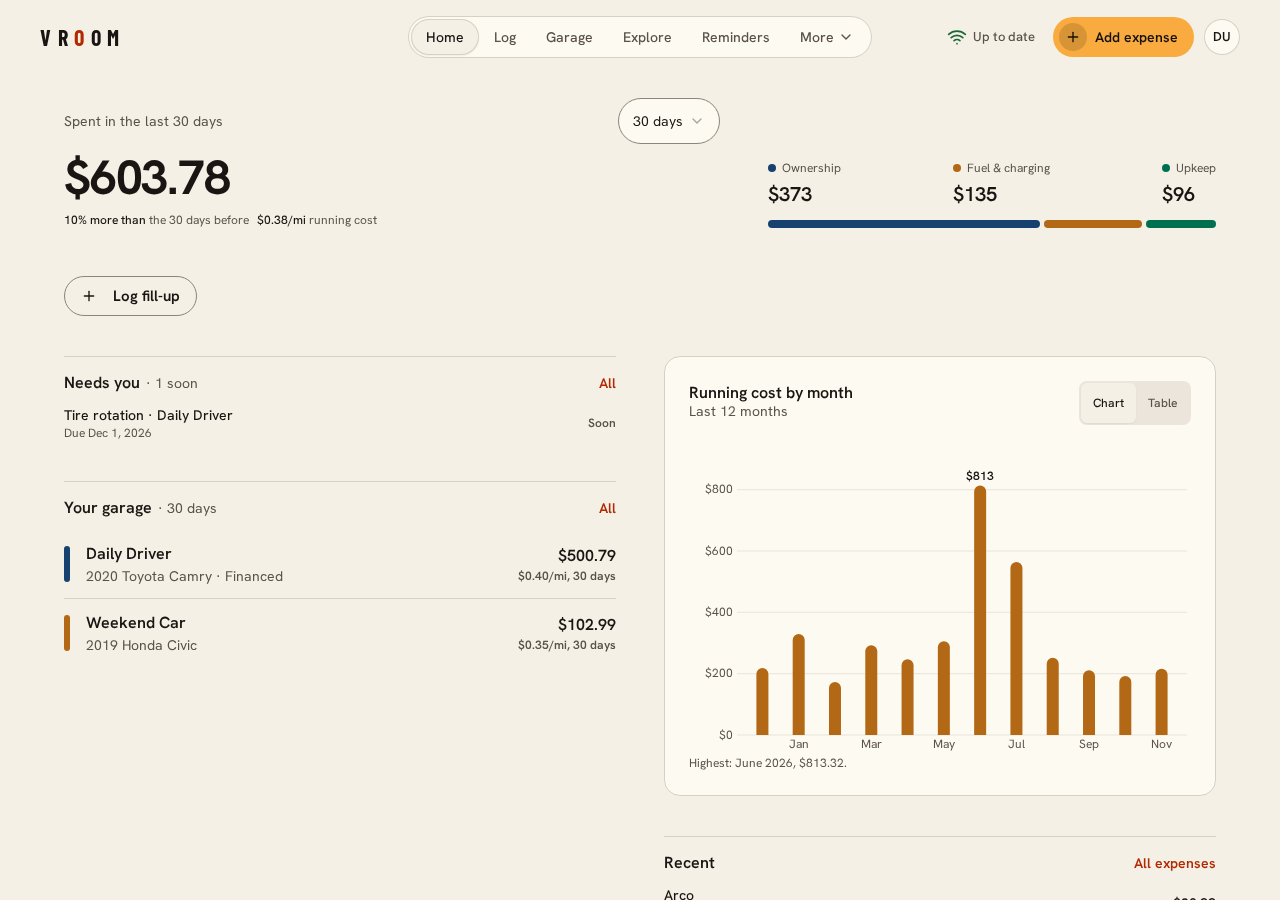 VROOM
Home
Log
Garage
Explore
Reminders
More
Up to date
Add expense
DU
Spent in the last 30 days
30 days
$603.78
10% more than the 30 days before $0.38/mi running cost
Ownership
$373
Fuel & charging
$135
Upkeep
$96
Log fill-up
Needs you · 1 soon
All
Tire rotation · Daily Driver
Due Dec 1, 2026
Soon
Your garage · 30 days
All
Daily Driver
$500.79
2020 Toyota Camry · Financed
$0.40/mi, 30 days
Weekend Car
$102.99
2019 Honda Civic
$0.35/mi, 30 days
Running cost by month
Last 12 months
Chart
Table
$813
$800
$600
$400
$200
$0
Jan
Mar
May
Jul
Sep
Nov
Highest: June 2026, $813.32.
Recent
All expenses
Arco